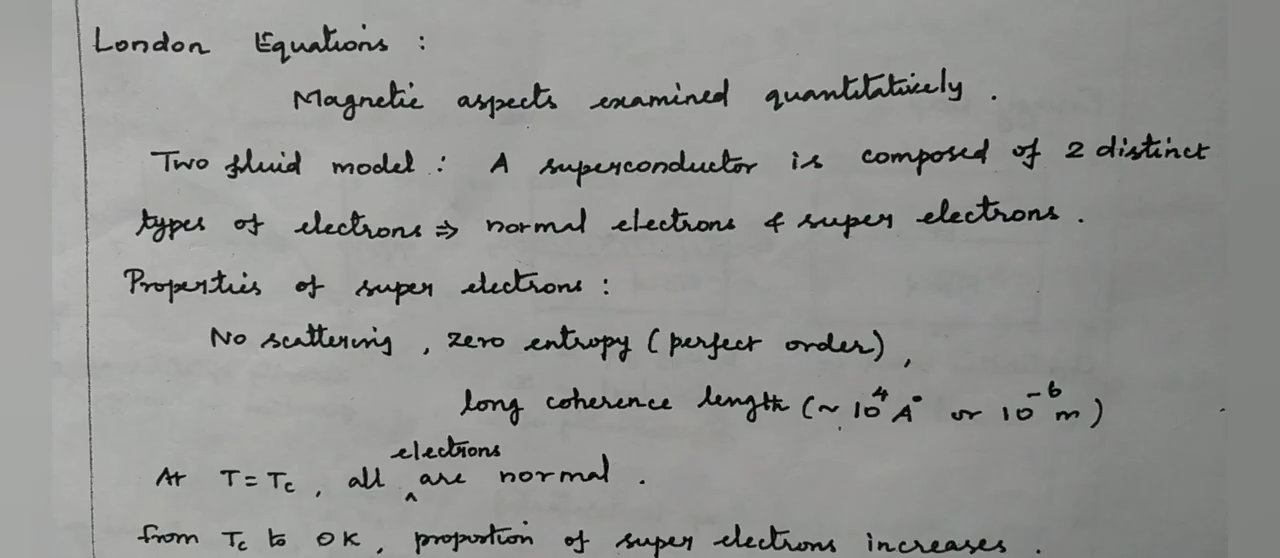 London Equations :
Magnetic aspects examined quantitatively .
Two fluid model : A superconductor is composed of 2 distinct
types of electrons ⇒ normal electrons & super electrons .
Properties of super electrons :
No scattering , zero entropy ( perfect order ) ,
long coherence length ( ~ 10⁴ A° or 10⁻⁶ m )
At T = Tc , all electrons are normal .
from Tc to 0K , proportion of super electrons increases .